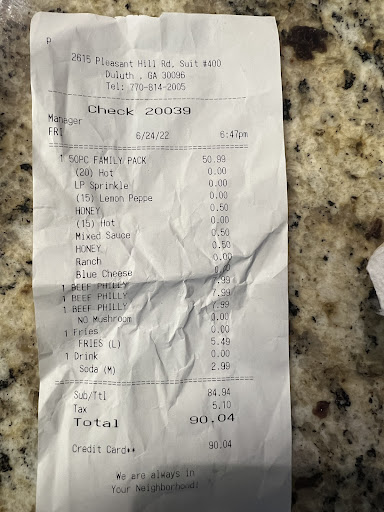 P
2615 Pleasant Hill Rd, Suit #400
Duluth , GA 30096
Tel: 770-814-2005
Check 20039
Manager
FRI 6/24/22 6:47pm
1 50PC FAMILY PACK 50.99
(20) Hot 0.00
LP Sprinkle 0.00
(15) Lemon Peppe 0.00
HONEY 0.50
(15) Hot 0.00
Mixed Sauce 0.50
HONEY 0.50
Ranch 0.00
Blue Cheese 0.00
1 BEEF PHILLY 7.99
1 BEEF PHILLY 7.99
1 BEEF PHILLY 7.99
NO Mushroom 0.00
1 Fries 0.00
FRIES (L) 5.49
1 Drink 0.00
Soda (M) 2.99
Sub/Ttl 84.94
Tax 5.10
Total 90.04
Credit Card** 90.04
We are always in
Your Neighborhood!